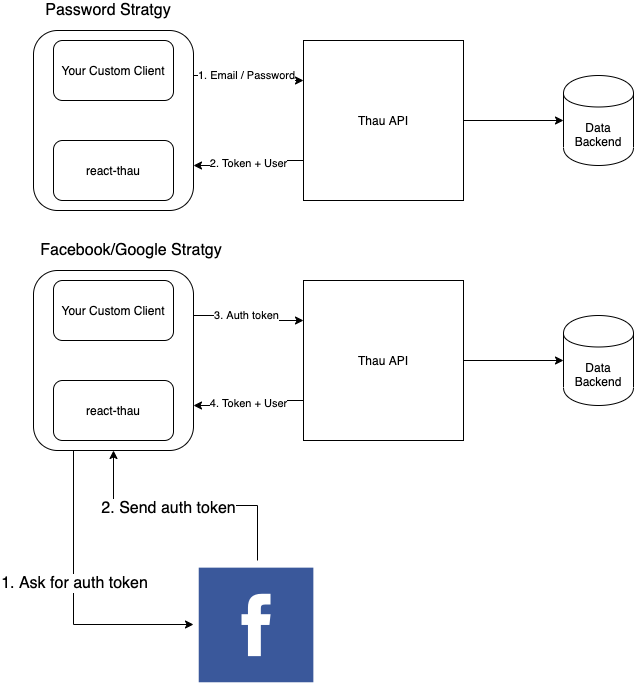 Password Stratgy
Your Custom Client
1. Email / Password
Thau API
Data
Backend
react-thau
2. Token + User
Facebook/Google Stratgy
Your Custom Client
3. Auth token
Thau API
Data
Backend
react-thau
4. Token + User
2. Send auth token
1. Ask for auth token
f